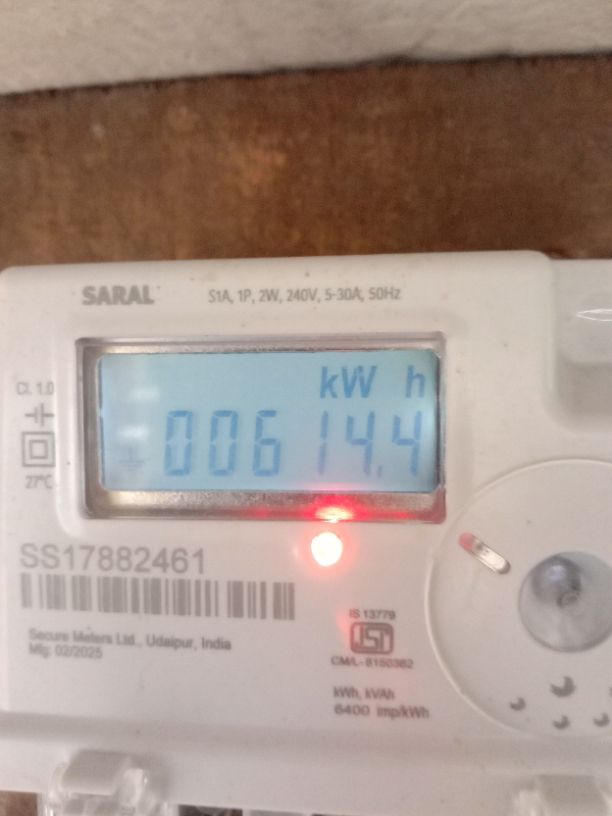 SARAL
S1A, 1P, 2W, 240V, 5-30A, 50Hz
Cl. 1.0
27°C
kW h
00614.4
SS17882461
Secure Meters Ltd., Udaipur, India
Mfg: 02/2025
IS 13779
ISI
CM/L- 8150362
kWh, kVAh
6400 imp/kWh